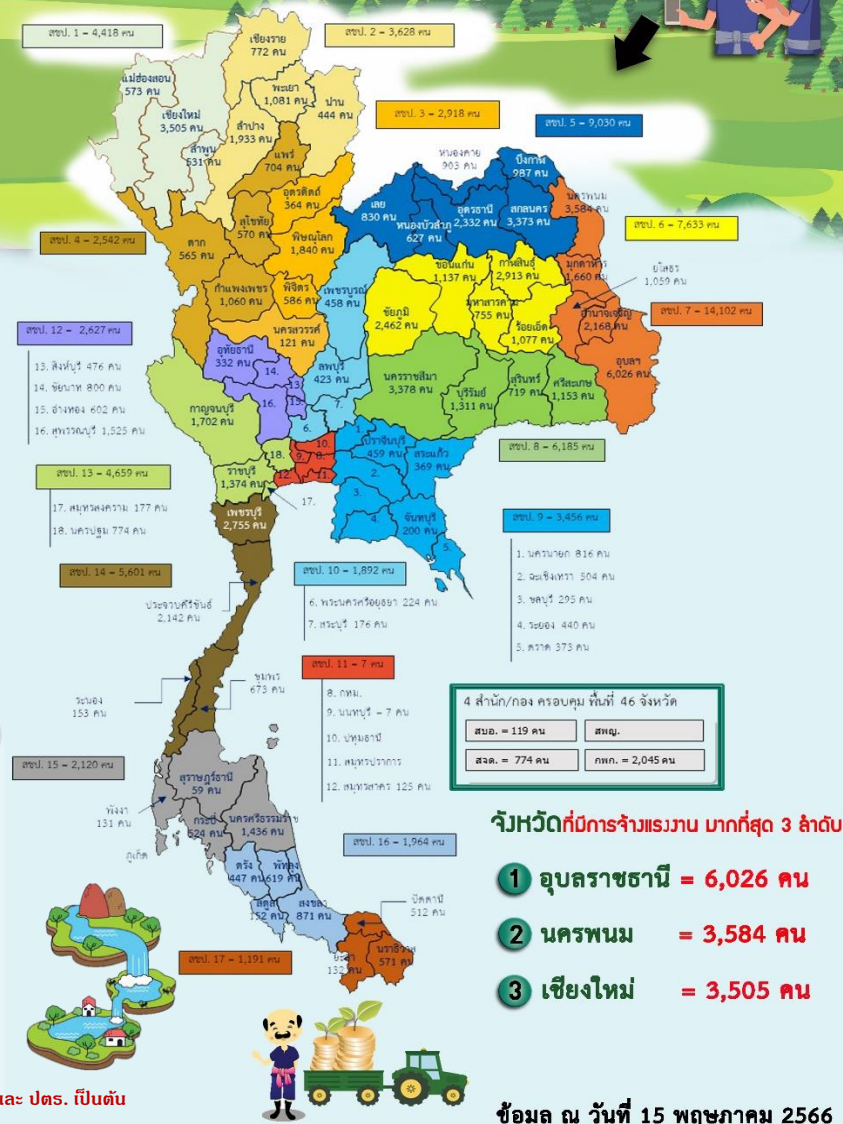 สชป. 1 - 4,418 คน
สชป. 2 - 3,628 คน
เชียงราย
772 คน
แม่ฮ่องสอน
573 คน
พะเยา
1,081 คน
น่าน
444 คน
เชียงใหม่
3,505 คน
ลำปาง
1,933 คน
ลำพูน
531 คน
แพร่
704 คน
สชป. 3 - 2,918 คน
สชป. 5 - 9,030 คน
หนองคาย
903 คน
บึงกาฬ
987 คน
อุตรดิตถ์
364 คน
เลย
830 คน
อุดรธานี
2,332 คน
สกลนคร
3,373 คน
นครพนม
3,584 คน
หนองบัวลำภู
627 คน
สชป. 4 - 2,542 คน
สุโขทัย
570 คน
ตาก
565 คน
พิษณุโลก
1,840 คน
สชป. 6 - 7,633 คน
ขอนแก่น
1,137 คน
กาฬสินธุ์
2,913 คน
มุกดาหาร
1,660 คน
ยโสธร
1,059 คน
กำแพงเพชร
1,060 คน
พิจิตร
586 คน
เพชรบูรณ์
458 คน
ชัยภูมิ
2,462 คน
มหาสารคาม
755 คน
ร้อยเอ็ด
1,077 คน
อำนาจเจริญ
2,168 คน
สชป. 7 - 14,102 คน
นครสวรรค์
121 คน
สชป. 12 - 2,627 คน
อุทัยธานี
332 คน
13. สิงห์บุรี 476 คน
14. ชัยนาท 800 คน
15. อ่างทอง 602 คน
16. สุพรรณบุรี 1,525 คน
14.
13.
15.
16.
ลพบุรี
423 คน
7.
6.
นครราชสีมา
3,378 คน
บุรีรัมย์
1,311 คน
สุรินทร์
719 คน
ศรีสะเกษ
1,153 คน
อุบลฯ
6,026 คน
กาญจนบุรี
1,702 คน
1.
ปราจีนบุรี
459 คน
สระแก้ว
369 คน
สชป. 8 - 6,185 คน
18.
10.
9.
8.
12.
11.
2.
3.
4.
5.
สชป. 13 - 4,659 คน
ราชบุรี
1,374 คน
17.
17. สมุทรสงคราม 177 คน
18. นครปฐม 774 คน
เพชรบุรี
2,755 คน
จันทบุรี
200 คน
สชป. 9 - 3,456 คน
1. นครนายก 816 คน
2. ฉะเชิงเทรา 504 คน
3. ชลบุรี 295 คน
4. ระยอง 440 คน
5. ตราด 373 คน
สชป. 14 - 5,601 คน
ประจวบคีรีขันธ์
2,142 คน
สชป. 10 - 1,892 คน
6. พระนครศรีอยุธยา 224 คน
7. สระบุรี 176 คน
สชป. 11 - 7 คน
8. กทม.
9. นนทบุรี - 7 คน
10. ปทุมธานี
11. สมุทรปราการ
12. สมุทรสาคร 125 คน
ชุมพร
673 คน
ระนอง
153 คน
4 สำนัก/กอง ครอบคุม พื้นที่ 46 จังหวัด
สบอ. = 119 คน
สพญ.
สจด. = 774 คน
กพก. = 2,045 คน
สชป. 15 - 2,120 คน
สุราษฎร์ธานี
59 คน
พังงา
131 คน
กระบี่
524 คน
นครศรีธรรมราช
1,436 คน
ภูเก็ต
สชป. 16 - 1,964 คน
ตรัง
447 คน
พัทลุง
619 คน
สตูล
152 คน
สงขลา
871 คน
ปัตตานี
512 คน
สชป. 17 - 1,191 คน
ยะลา
132 คน
นราธิวาส
571 คน
จังหวัดที่มีการจ้างแรงงาน มากที่สุด 3 ลำดับ
1 อุบลราชธานี = 6,026 คน
2 นครพนม = 3,584 คน
3 เชียงใหม่ = 3,505 คน
และ ปตร. เป็นต้น
ข้อมูล ณ วันที่ 15 พฤษภาคม 2566